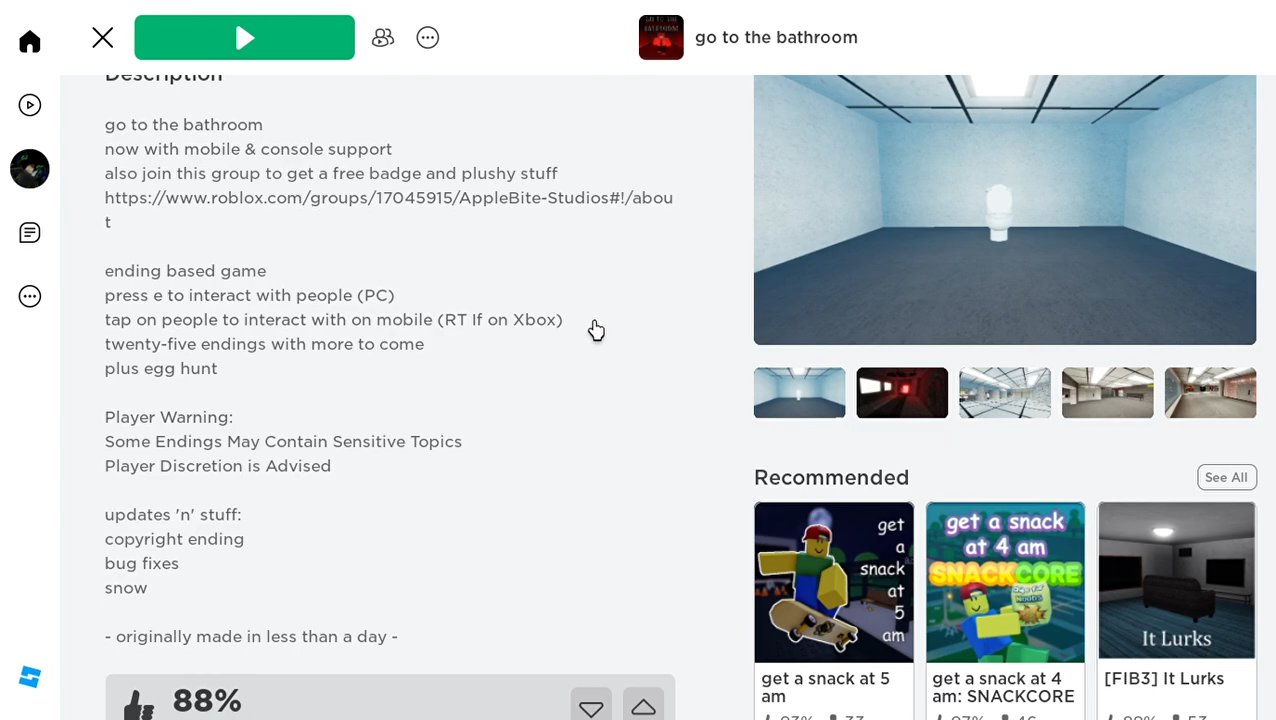 go to the bathroom
Description
go to the bathroom
now with mobile & console support
also join this group to get a free badge and plushy stuff
https://www.roblox.com/groups/17045915/AppleBite-Studios#!/abou
t
ending based game
press e to interact with people (PC)
tap on people to interact with on mobile (RT If on Xbox)
twenty-five endings with more to come
plus egg hunt
Player Warning:
Some Endings May Contain Sensitive Topics
Player Discretion is Advised
updates 'n' stuff:
copyright ending
bug fixes
snow
- originally made in less than a day -
88%
Recommended
See All
get
a
snack
at
5
am
get a snack
at 4 am
SNACKCORE
It Lurks
get a snack at 5
am
get a snack at 4
am: SNACKCORE
[FIB3] It Lurks